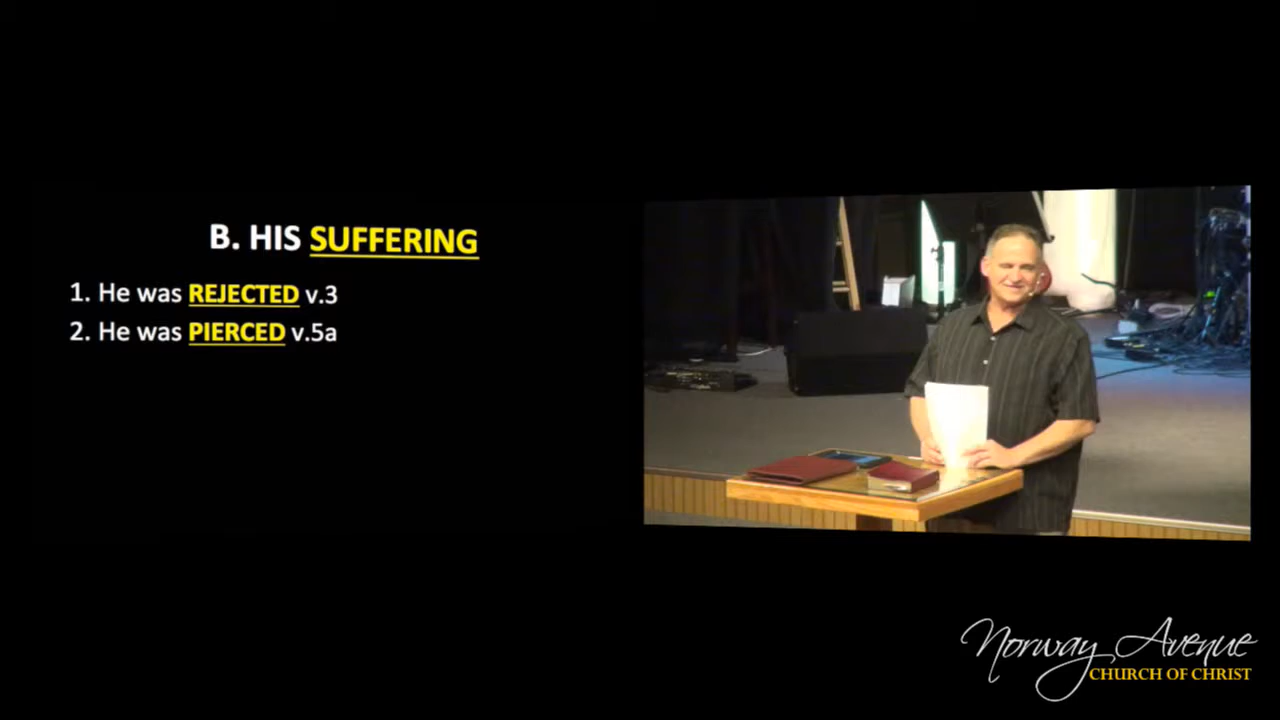 B. HIS SUFFERING
1. He was REJECTED v.3
2. He was PIERCED v.5a
Norway Avenue
CHURCH OF CHRIST